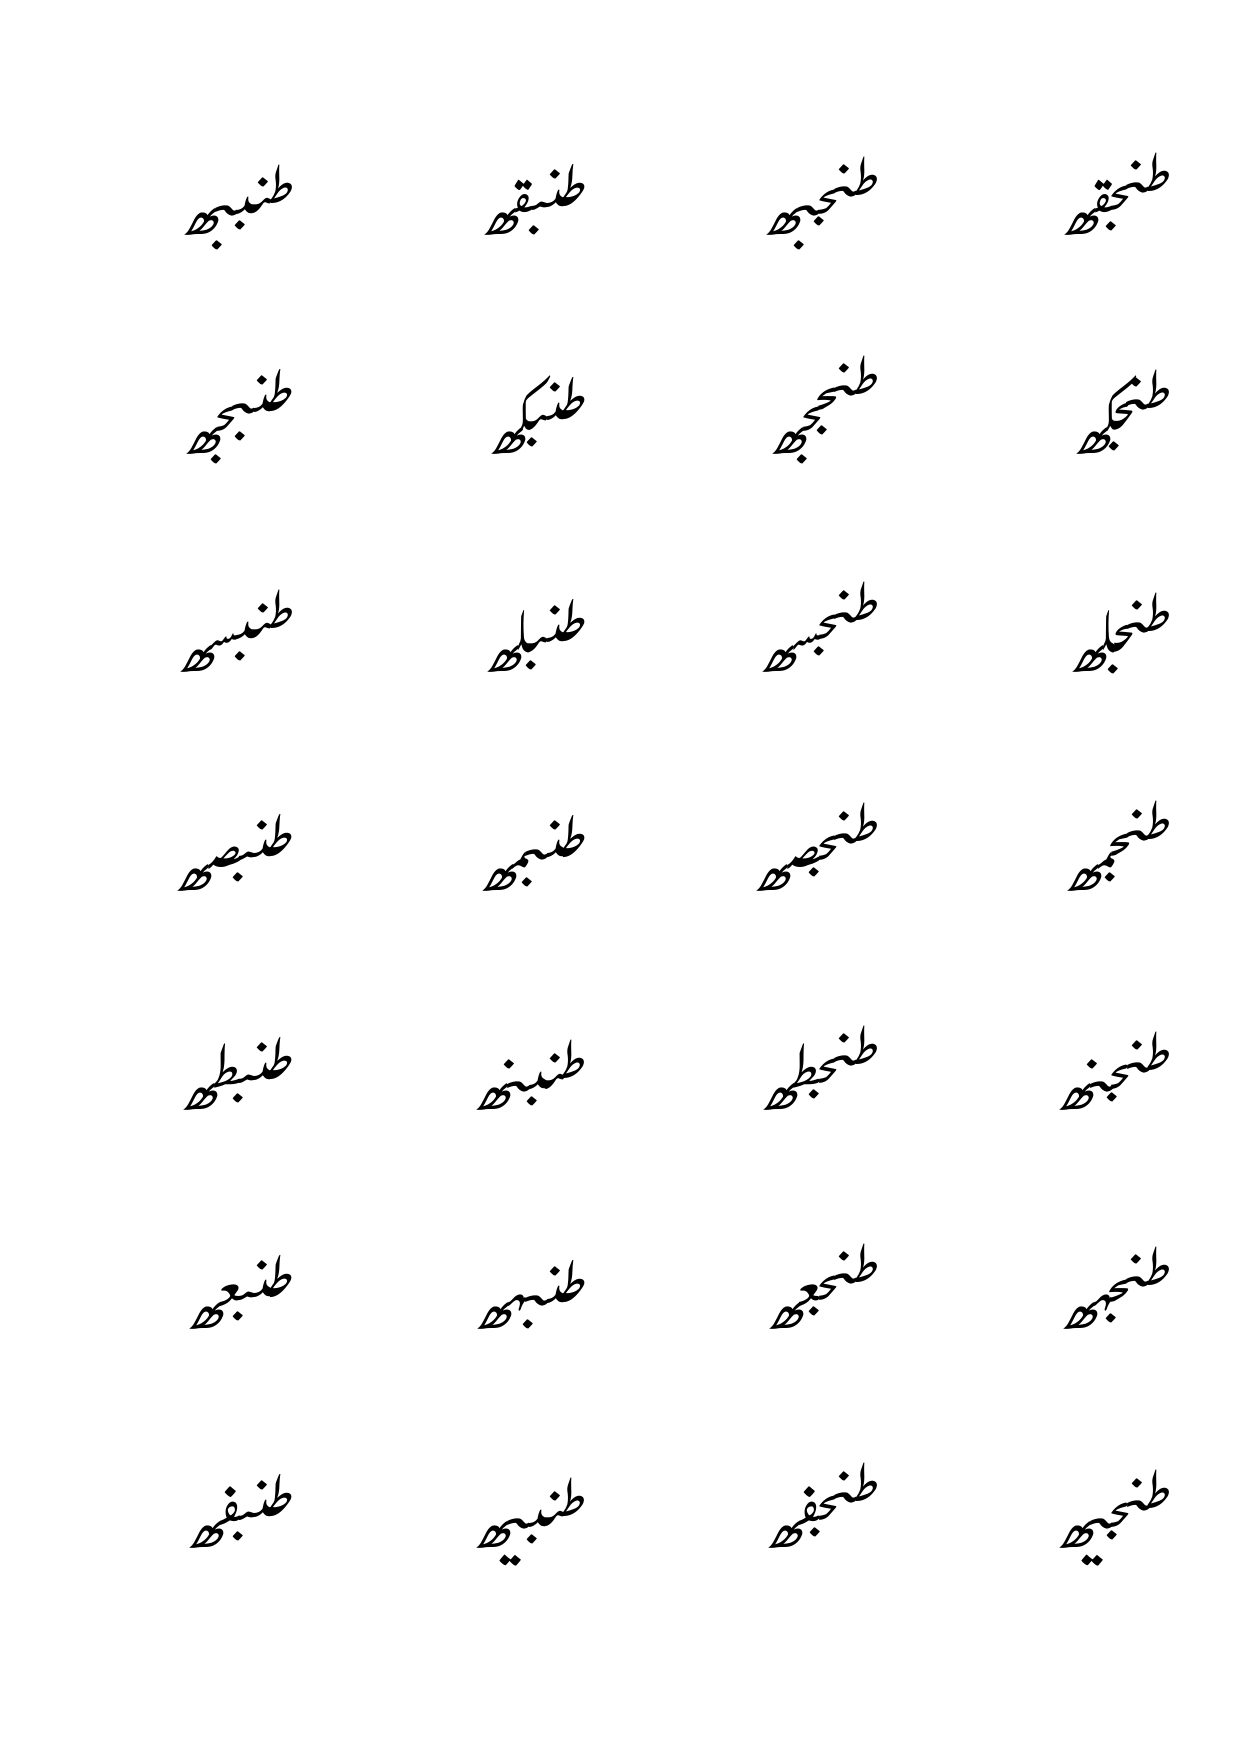 طنجقھ طنجبھ طنبقھ طنببھ
طنجکھ طنججھ طنبکھ طنبجھ
طنجلھ طنجسھ طنبلھ طنبسھ
طنجمھ طنجصھ طنبمھ طنبصھ
طنجنھ طنجطھ طنبنھ طنبطھ
طنجہھ طنجعھ طنبہھ طنبعھ
طنجیھ طنجفھ طنبیھ طنبفھ